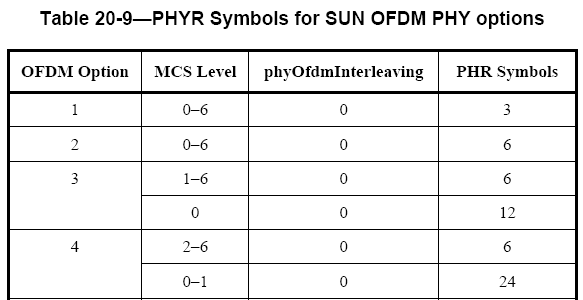 Table 20-9—PHYR Symbols for SUN OFDM PHY options
OFDM Option MCS Level phyOfdmInterleaving PHR Symbols
1 0–6 0 3
2 0–6 0 6
3 1–6 0 6
0 0 12
4 2–6 0 6
0–1 0 24